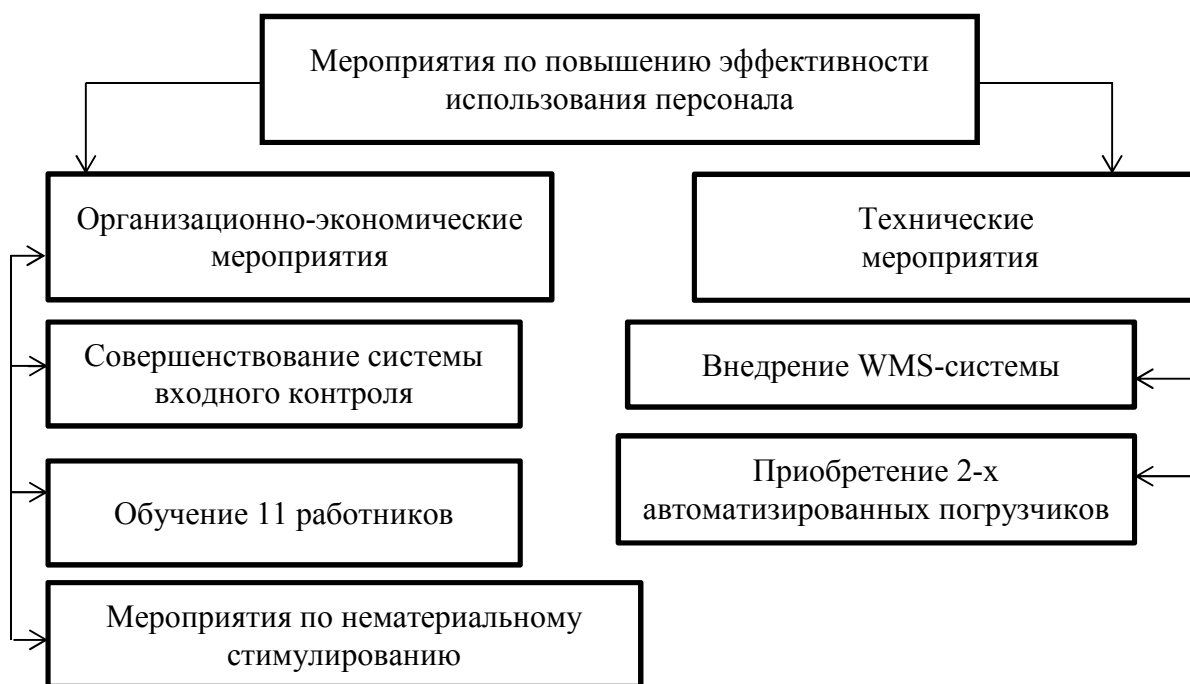 Мероприятия по повышению эффективности
использования персонала
Организационно-экономические
мероприятия
Технические
мероприятия
Совершенствование системы
входного контроля
Внедрение WMS-системы
Обучение 11 работников
Приобретение 2-х
автоматизированных погрузчиков
Мероприятия по нематериальному
стимулированию